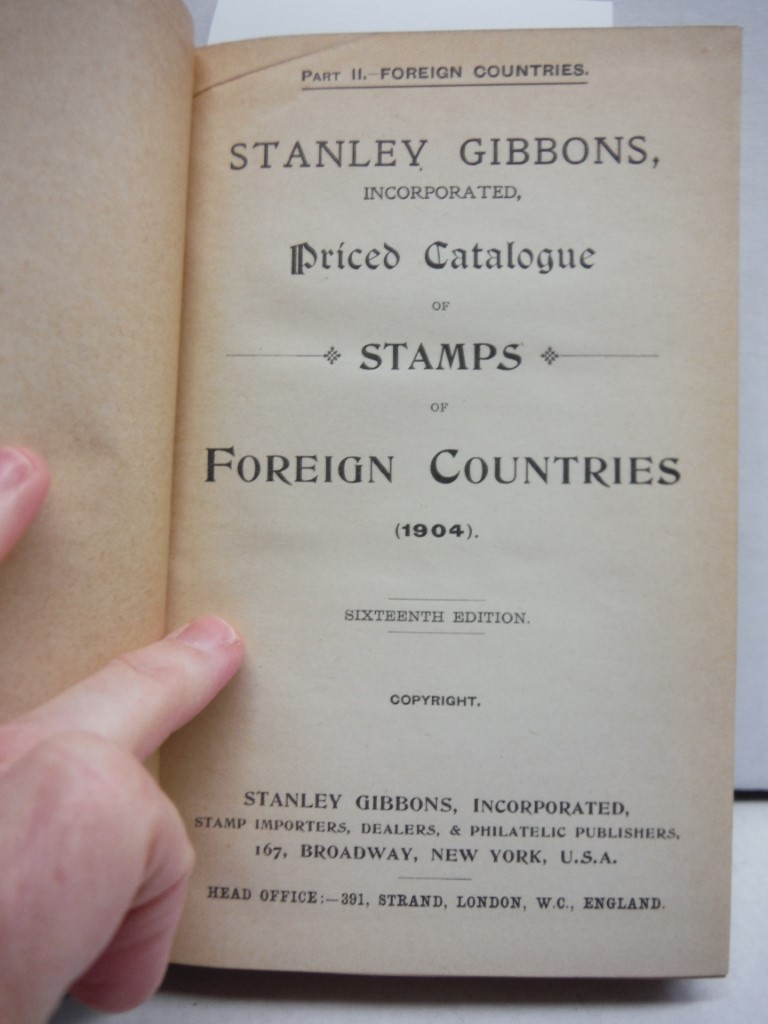 PART II.—FOREIGN COUNTRIES.
STANLEY GIBBONS,
INCORPORATED,
Priced Catalogue
OF
STAMPS
OF
FOREIGN COUNTRIES
(1904).
SIXTEENTH EDITION.
COPYRIGHT.
STANLEY GIBBONS, INCORPORATED,
STAMP IMPORTERS, DEALERS, & PHILATELIC PUBLISHERS,
167, BROADWAY, NEW YORK, U.S.A.
HEAD OFFICE:—391, STRAND, LONDON, W.C., ENGLAND.